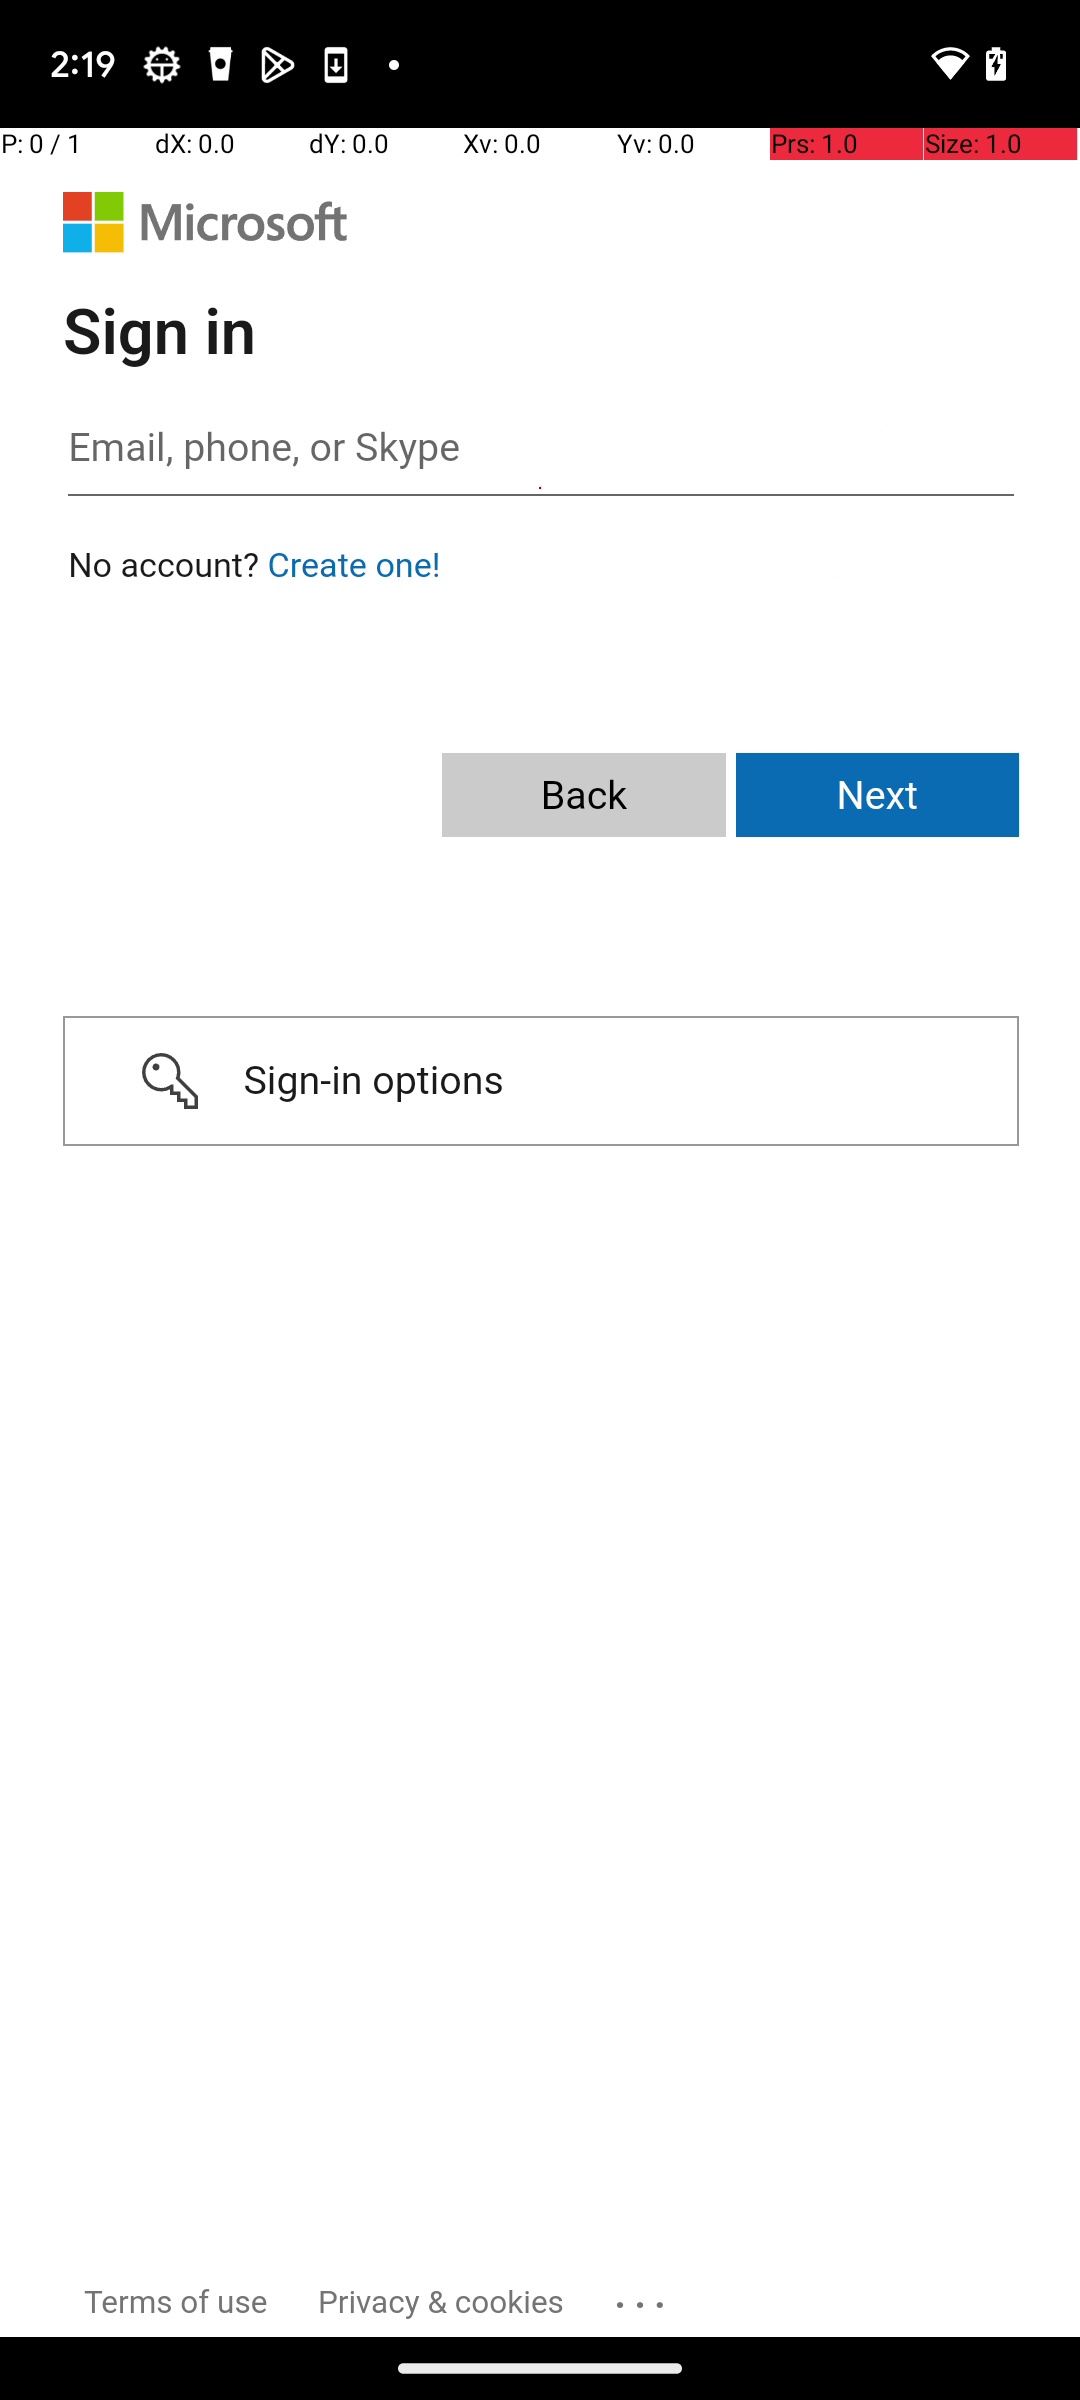 2:19
P: 0 / 1 dX: 0.0 dY: 0.0 Xv: 0.0 Yv: 0.0 Prs: 1.0 Size: 1.0
Microsoft
Sign in
Email, phone, or Skype
No account? Create one!
Back Next
Sign-in options
Terms of use Privacy & cookies ...